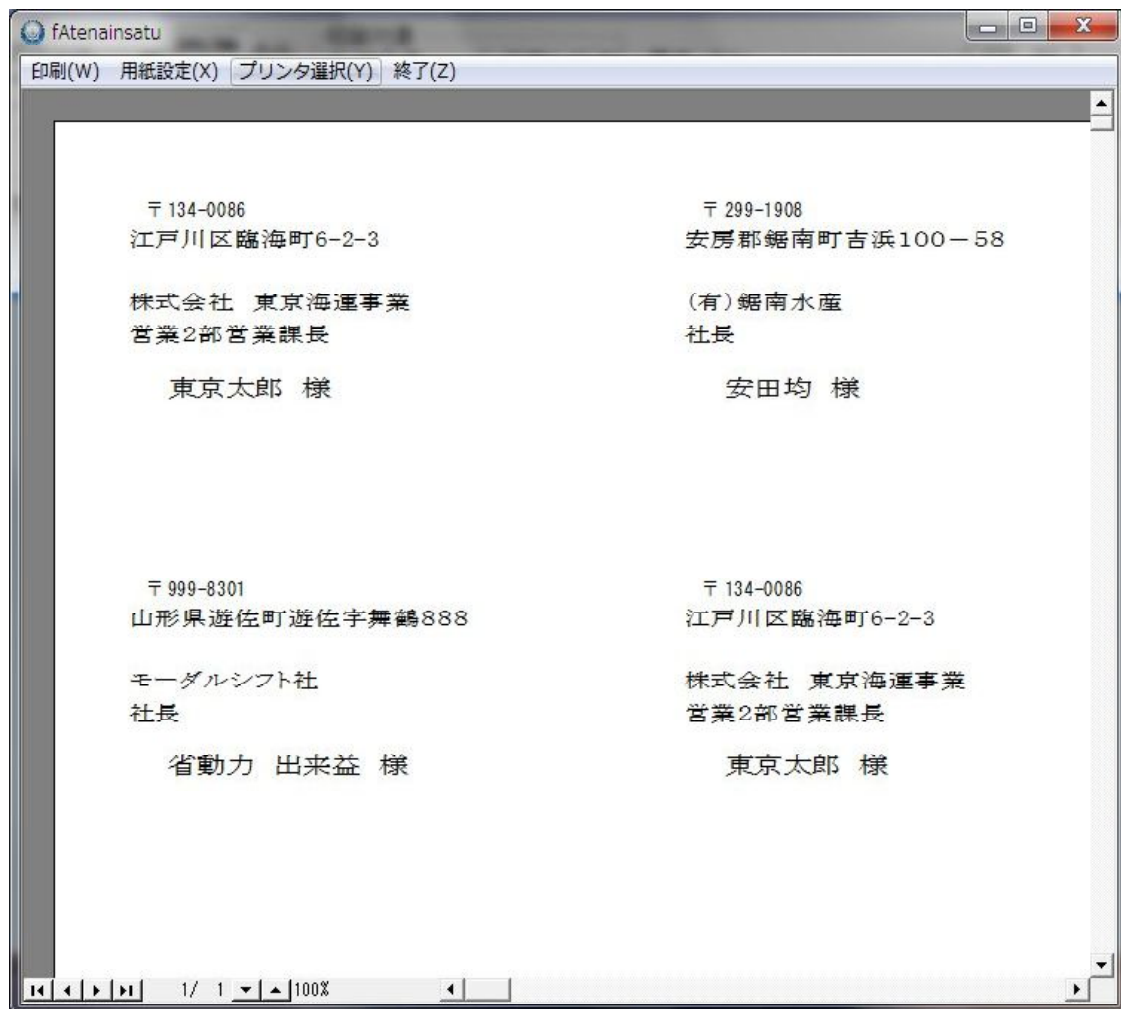 fAtenainsatu
印刷(W) 用紙設定(X) プリンタ選択(Y) 終了(Z)
〒134-0086
江戸川区臨海町6-2-3
株式会社 東京海運事業
営業2部営業課長
東京太郎 様
〒299-1908
安房郡鋸南町吉浜100－58
(有)鋸南水産
社長
安田均 様
〒999-8301
山形県遊佐町遊佐字舞鶴888
モーダルシフト社
社長
省動力 出来益 様
〒134-0086
江戸川区臨海町6-2-3
株式会社 東京海運事業
営業2部営業課長
東京太郎 様
1/ 1 100%